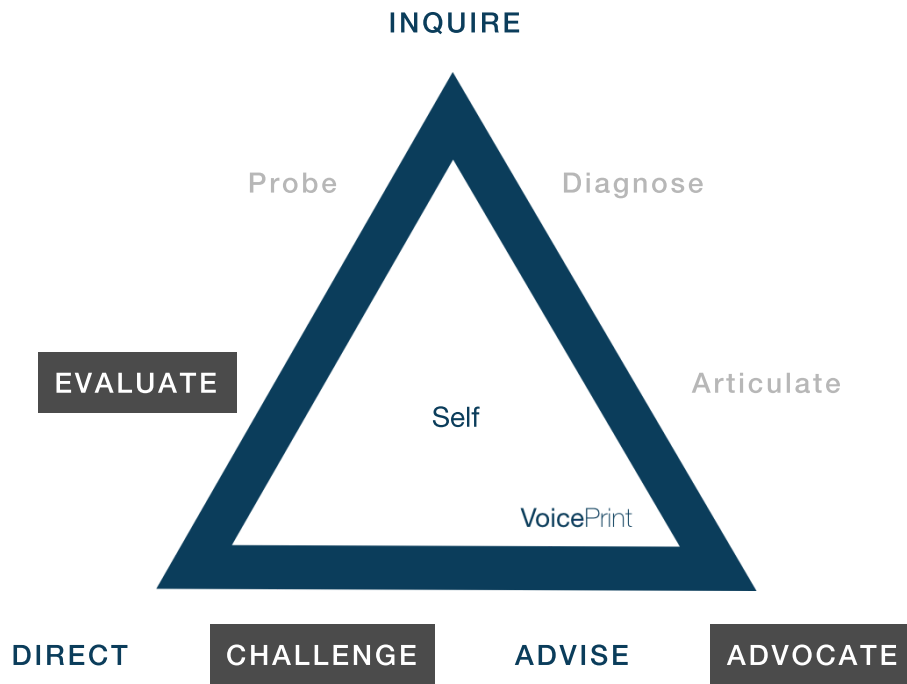 INQUIRE
Probe Diagnose
EVALUATE Articulate
Self
VoicePrint
DIRECT CHALLENGE ADVISE ADVOCATE